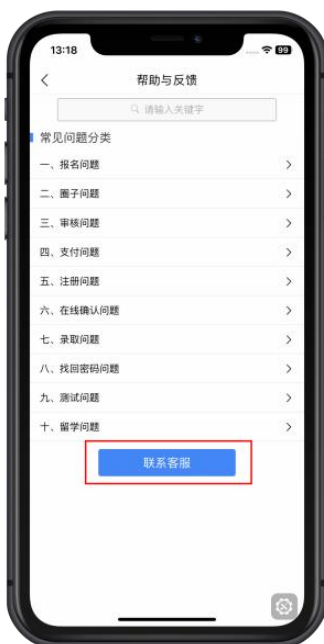 13:18
99
帮助与反馈
请输入关键字
常见问题分类
一、报名问题
二、圈子问题
三、审核问题
四、支付问题
五、注册问题
六、在线确认问题
七、录取问题
八、找回密码问题
九、测试问题
十、留学问题
联系客服